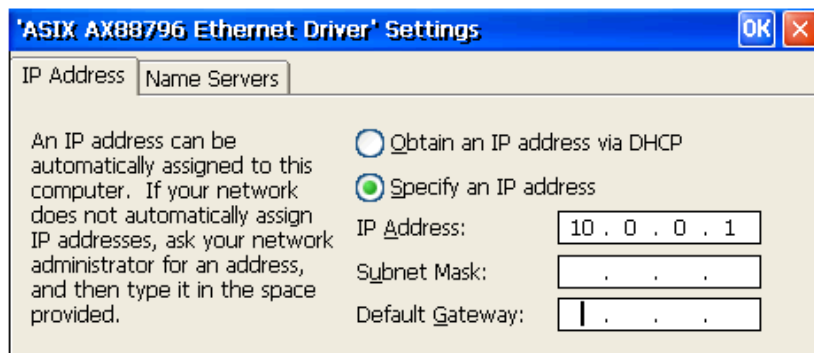 'ASIX AX88796 Ethernet Driver' Settings OK
IP Address Name Servers
An IP address can be
automatically assigned to this
computer. If your network
does not automatically assign
IP addresses, ask your network
administrator for an address,
and then type it in the space
provided.
Obtain an IP address via DHCP
Specify an IP address
IP Address: 10 . 0 . 0 . 1
Subnet Mask: . . .
Default Gateway: . . .